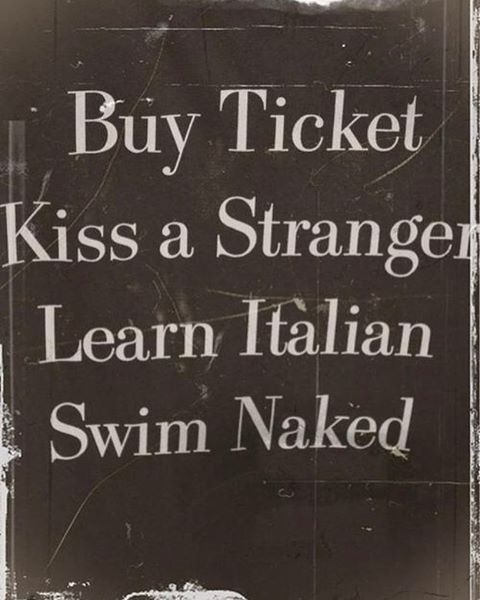 Buy Ticket
Kiss a Stranger
Learn Italian
Swim Naked